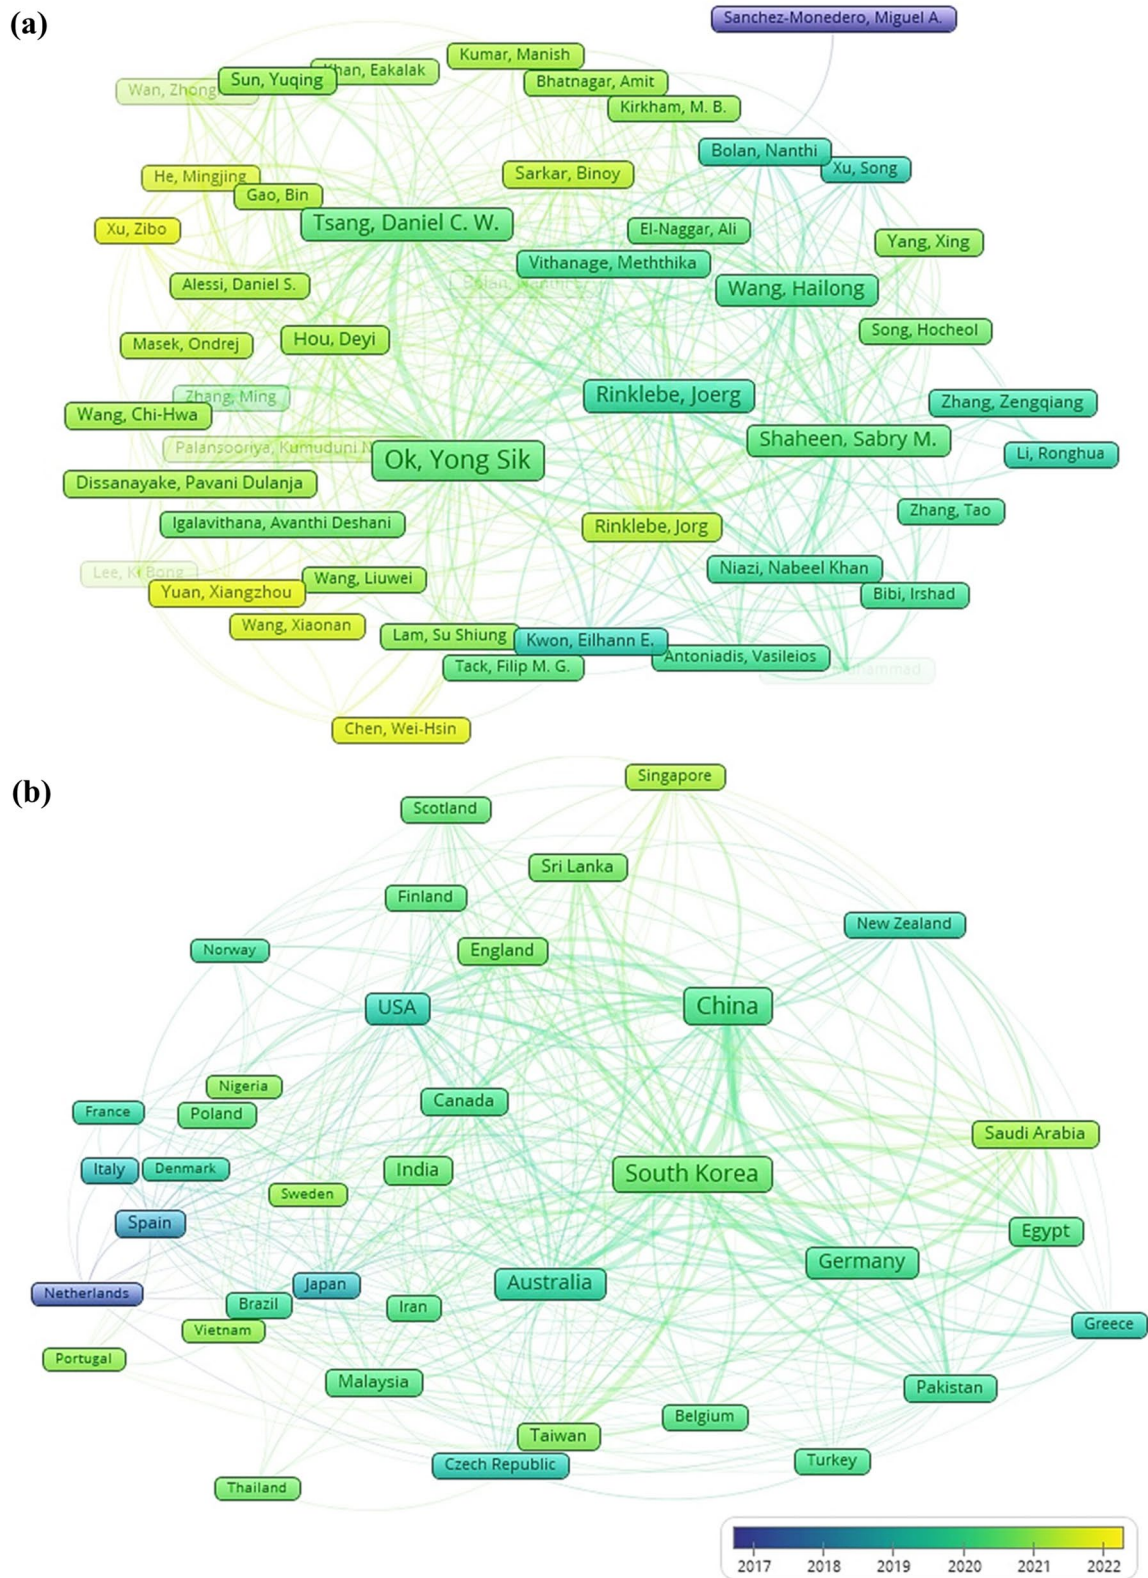 (a)
Sanchez-Monedero, Miguel A.
Kumar, Manish
Khan, Eakalak
Sun, Yuqing
Bhatnagar, Amit
Kirkham, M. B.
Bolan, Nanthi
Xu, Song
He, Mingjing
Sarkar, Binoy
Gao, Bin
Tsang, Daniel C. W.
Xu, Zibo
El-Naggar, Ali
Yang, Xing
Vithanage, Meththika
Alessi, Daniel S.
Wang, Hailong
Hou, Deyi
Song, Hocheol
Masek, Ondrej
Zhang, Ming
Rinklebe, Joerg
Zhang, Zengqiang
Wang, Chi-Hwa
Shaheen, Sabry M.
Palansooriya, Kumuduni N
Ok, Yong Sik
Li, Ronghua
Dissanayake, Pavani Dulanja
Zhang, Tao
Igalavithana, Avanthi Deshani
Rinklebe, Jorg
Lee, Ki Bong
Niazi, Nabeel Khan
Yuan, Xiangzhou
Wang, Liuwei
Bibi, Irshad
Wang, Xiaonan
Lam, Su Shiung
Kwon, Eilhann E.
Antoniadis, Vasileios
Tack, Filip M. G.
Chen, Wei-Hsin
(b)
Singapore
Scotland
Sri Lanka
Finland
New Zealand
Norway
England
USA
China
Nigeria
France
Poland
Canada
Saudi Arabia
Italy
Denmark
India
South Korea
Sweden
Spain
Egypt
Germany
Netherlands
Japan
Australia
Brazil
Iran
Vietnam
Greece
Portugal
Malaysia
Pakistan
Belgium
Taiwan
Czech Republic
Turkey
Thailand
2017 2018 2019 2020 2021 2022